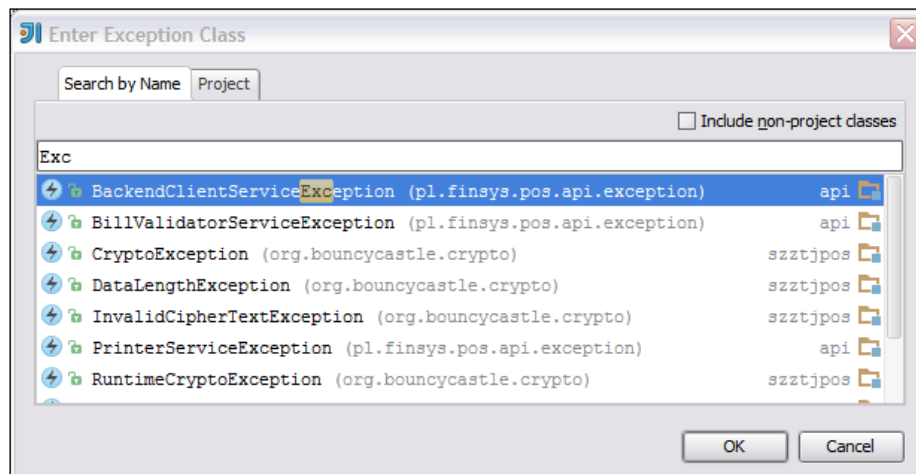 Enter Exception Class
Search by Name Project
Include non-project classes
Exc
BackendClientServiceException (pl.finsys.pos.api.exception) api
BillValidatorServiceException (pl.finsys.pos.api.exception) api
CryptoException (org.bouncycastle.crypto) szztjpos
DataLengthException (org.bouncycastle.crypto) szztjpos
InvalidCipherTextException (org.bouncycastle.crypto) szztjpos
PrinterServiceException (pl.finsys.pos.api.exception) api
RuntimeCryptoException (org.bouncycastle.crypto) szztjpos
OK Cancel